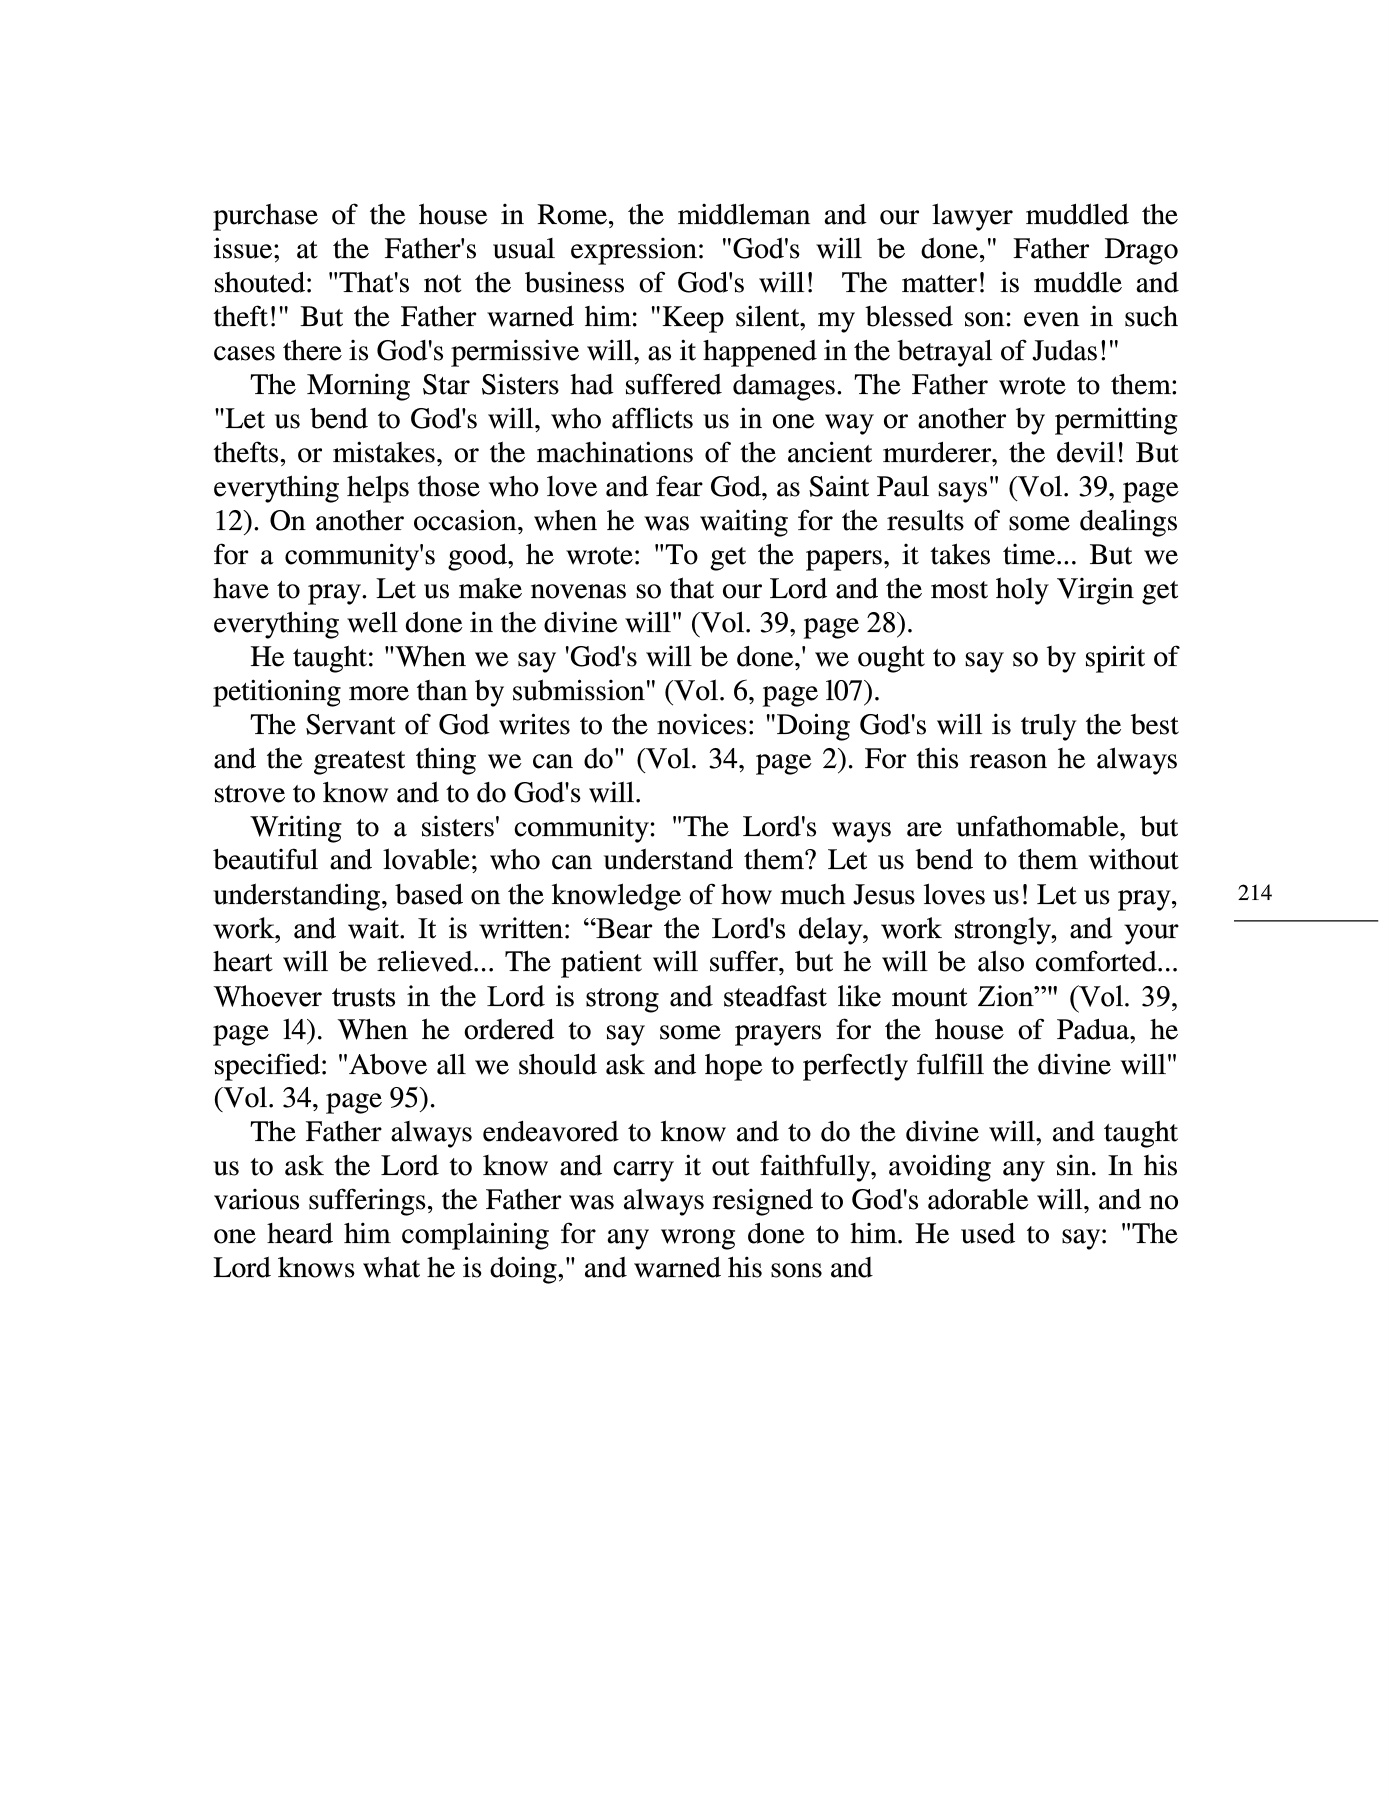 purchase of the house in Rome, the middleman and our lawyer muddled the
issue; at the Father's usual expression: "God's will be done," Father Drago
shouted: "That's not the business of God's will!  The matter! is muddle and
theft!" But the Father warned him: "Keep silent, my blessed son: even in such
cases there is God's permissive will, as it happened in the betrayal of Judas!"
The Morning Star Sisters had suffered damages. The Father wrote to them:
"Let us bend to God's will, who afflicts us in one way or another by permitting
thefts, or mistakes, or the machinations of the ancient murderer, the devil! But
everything helps those who love and fear God, as Saint Paul says" (Vol. 39, page
12). On another occasion, when he was waiting for the results of some dealings
for a community's good, he wrote: "To get the papers, it takes time... But we
have to pray. Let us make novenas so that our Lord and the most holy Virgin get
everything well done in the divine will" (Vol. 39, page 28).
He taught: "When we say 'God's will be done,' we ought to say so by spirit of
petitioning more than by submission" (Vol. 6, page l07).
The Servant of God writes to the novices: "Doing God's will is truly the best
and the greatest thing we can do" (Vol. 34, page 2). For this reason he always
strove to know and to do God's will.
Writing to a sisters' community: "The Lord's ways are unfathomable, but
beautiful and lovable; who can understand them? Let us bend to them without
understanding, based on the knowledge of how much Jesus loves us! Let us pray,
work, and wait. It is written: “Bear the Lord's delay, work strongly, and your
heart will be relieved... The patient will suffer, but he will be also comforted...
Whoever trusts in the Lord is strong and steadfast like mount Zion”" (Vol. 39,
page l4). When he ordered to say some prayers for the house of Padua, he
specified: "Above all we should ask and hope to perfectly fulfill the divine will"
(Vol. 34, page 95).
The Father always endeavored to know and to do the divine will, and taught
us to ask the Lord to know and carry it out faithfully, avoiding any sin. In his
various sufferings, the Father was always resigned to God's adorable will, and no
one heard him complaining for any wrong done to him. He used to say: "The
Lord knows what he is doing," and warned his sons and
214